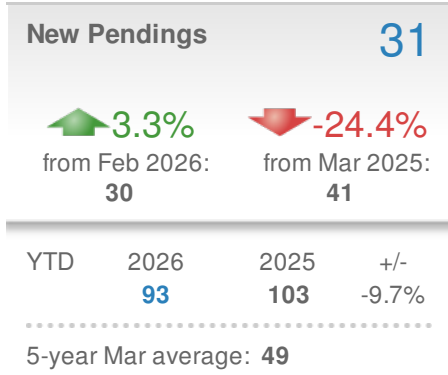 New Pendings 31
3.3% -24.4%
from Feb 2026: from Mar 2025:
30 41
YTD 2026 2025 +/-
93 103 -9.7%
5-year Mar average: 49